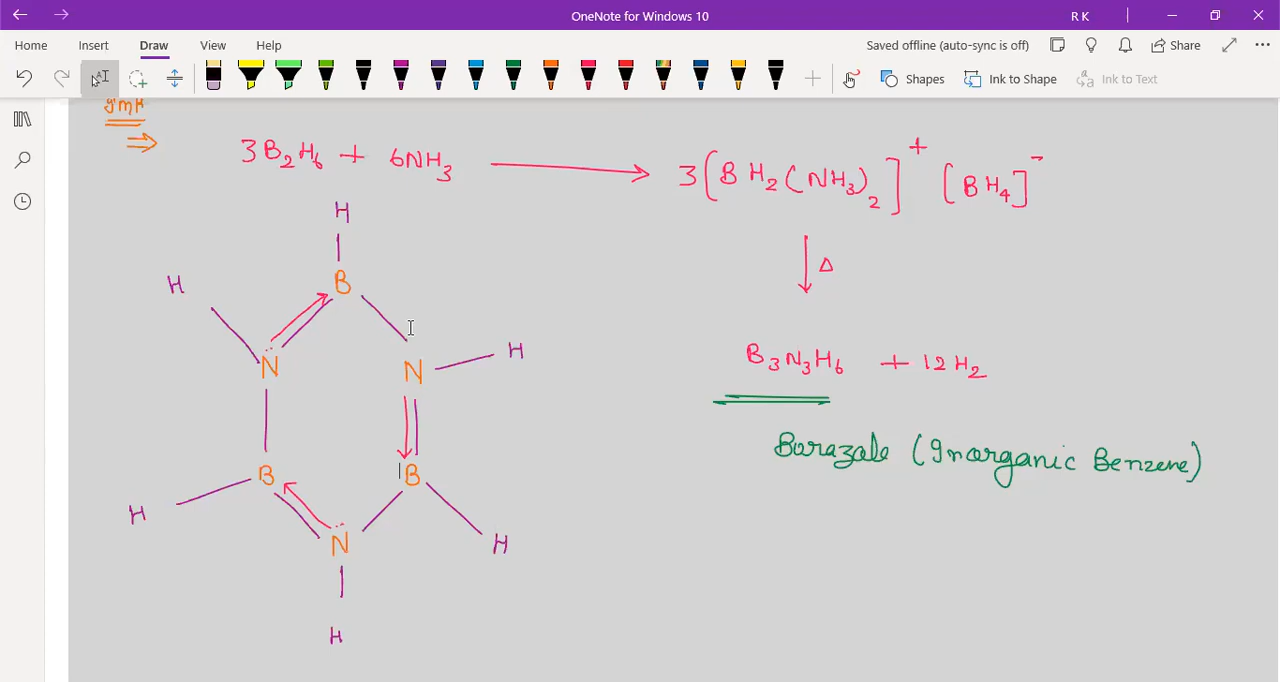 OneNote for Windows 10
R K
Home Insert Draw View Help
Saved offline (auto-sync is off)
Share
Shapes
Ink to Shape
Ink to Text
gmp
⇒
3B₂H₆ + 6NH₃ ⟶ 3[BH₂(NH₃)₂]⁺ [BH₄]⁻
↓ Δ
B₃N₃H₆ + 12H₂
Borazole (Inorganic Benzene)
H
B
H
N
N
H
B
B
H
N
H
H